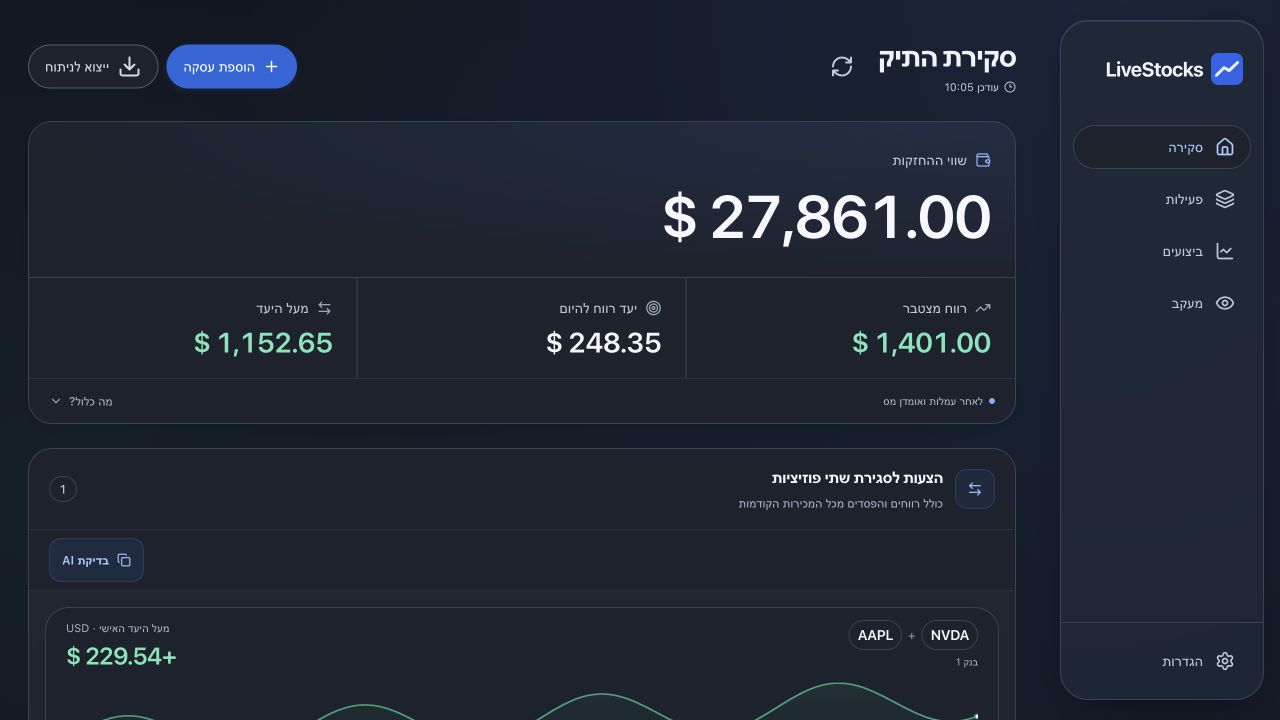 LiveStocks
סקירה
פעילות
ביצועים
מעקב
הגדרות
סקירת התיק
עודכן 10:05
הוספת עסקה
ייצוא לניתוח
שווי ההחזקות
$ 27,861.00
רווח מצטבר
$ 1,401.00
יעד רווח להיום
$ 248.35
מעל היעד
$ 1,152.65
לאחר עמלות ואומדן מס
מה כלול?
הצעות לסגירת שתי פוזיציות
כולל רווחים והפסדים מכל המכירות הקודמות
1
בדיקת AI
NVDA + AAPL
בנק 1
מעל היעד האישי · USD
$ 229.54+